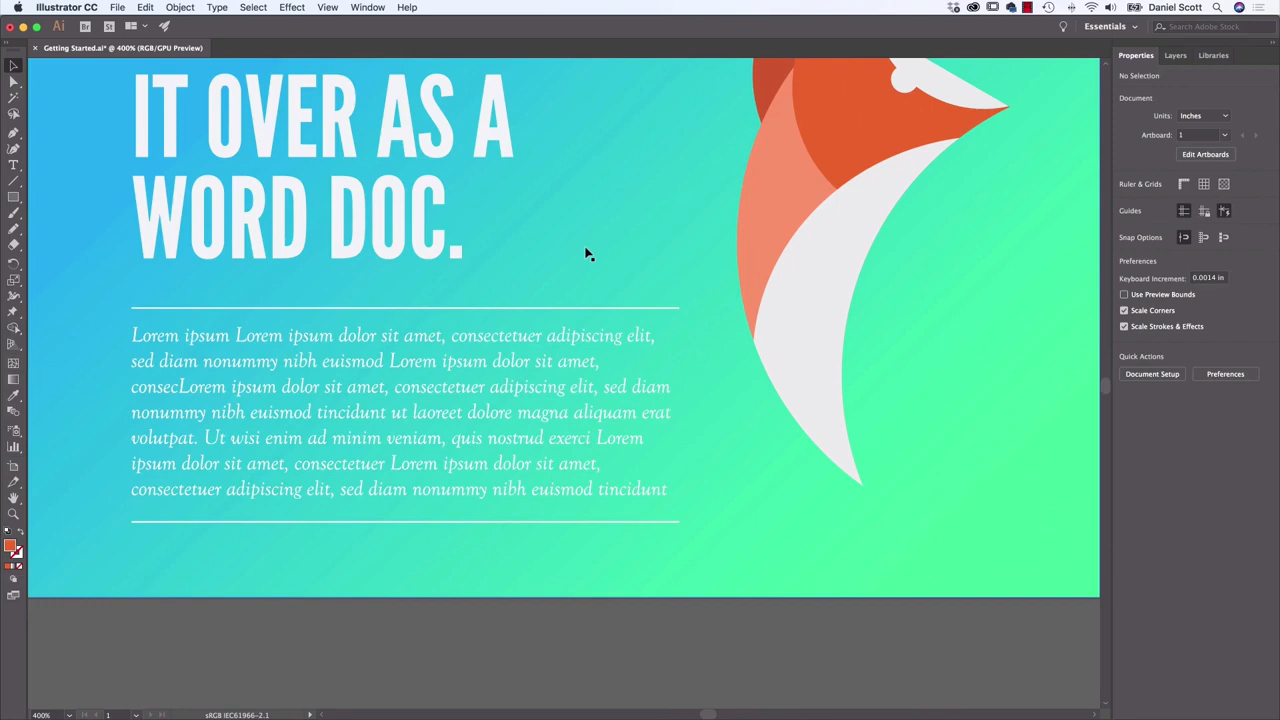 Illustrator CC File Edit Object Type Select Effect View Window Help Daniel Scott
Ai Br St Essentials Search Adobe Stock
× Getting Started.ai* @ 400% (RGB/GPU Preview)
Properties Layers Libraries
No Selection
Document
Units: Inches
Artboard: 1
Edit Artboards
Ruler & Grids
Guides
Snap Options
Preferences
Keyboard Increment: 0.0014 in
Use Preview Bounds
Scale Corners
Scale Strokes & Effects
Quick Actions
Document Setup Preferences
IT OVER AS A
WORD DOC.
Lorem ipsum Lorem ipsum dolor sit amet, consectetuer adipiscing elit,
sed diam nonummy nibh euismod Lorem ipsum dolor sit amet,
consecLorem ipsum dolor sit amet, consectetuer adipiscing elit, sed diam
nonummy nibh euismod tincidunt ut laoreet dolore magna aliquam erat
volutpat. Ut wisi enim ad minim veniam, quis nostrud exerci Lorem
ipsum dolor sit amet, consectetuer Lorem ipsum dolor sit amet,
consectetuer adipiscing elit, sed diam nonummy nibh euismod tincidunt
400% 1 sRGB IEC61966-2.1